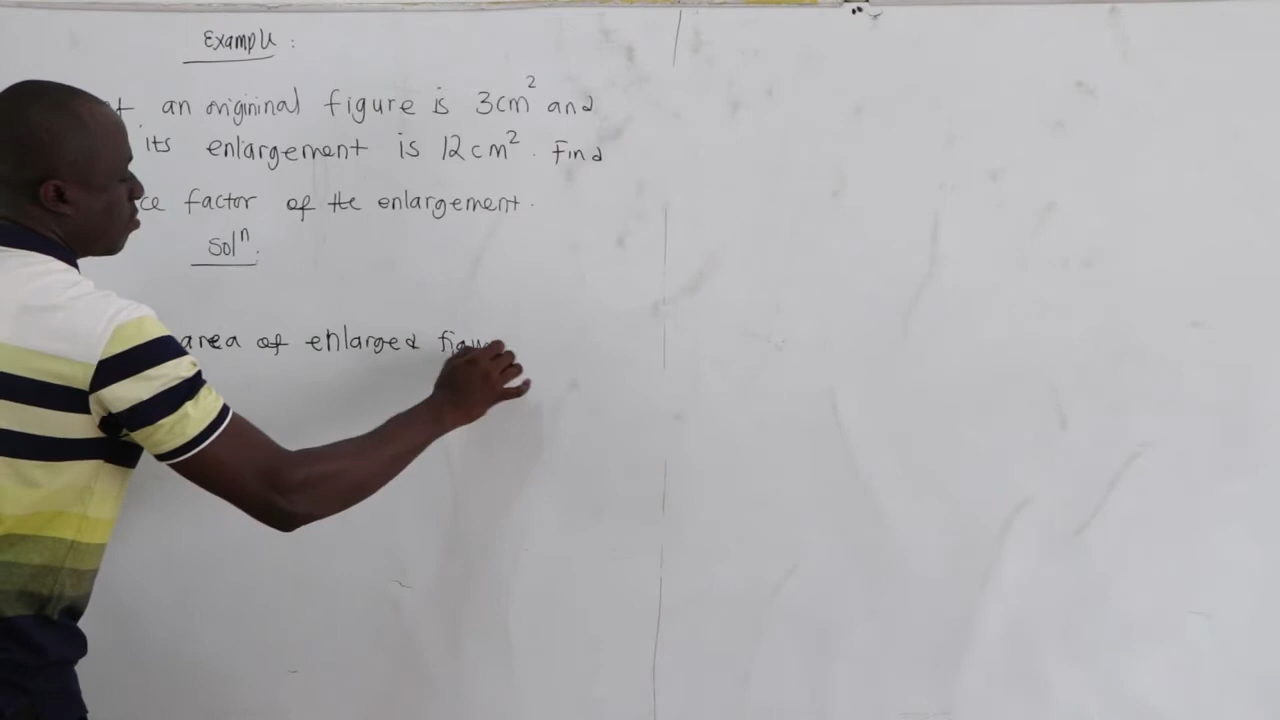 Example :
an origininal figure is 3cm² and
its enlargement is 12cm². Find
factor of the enlargement.
Solⁿ.
area of enlarged